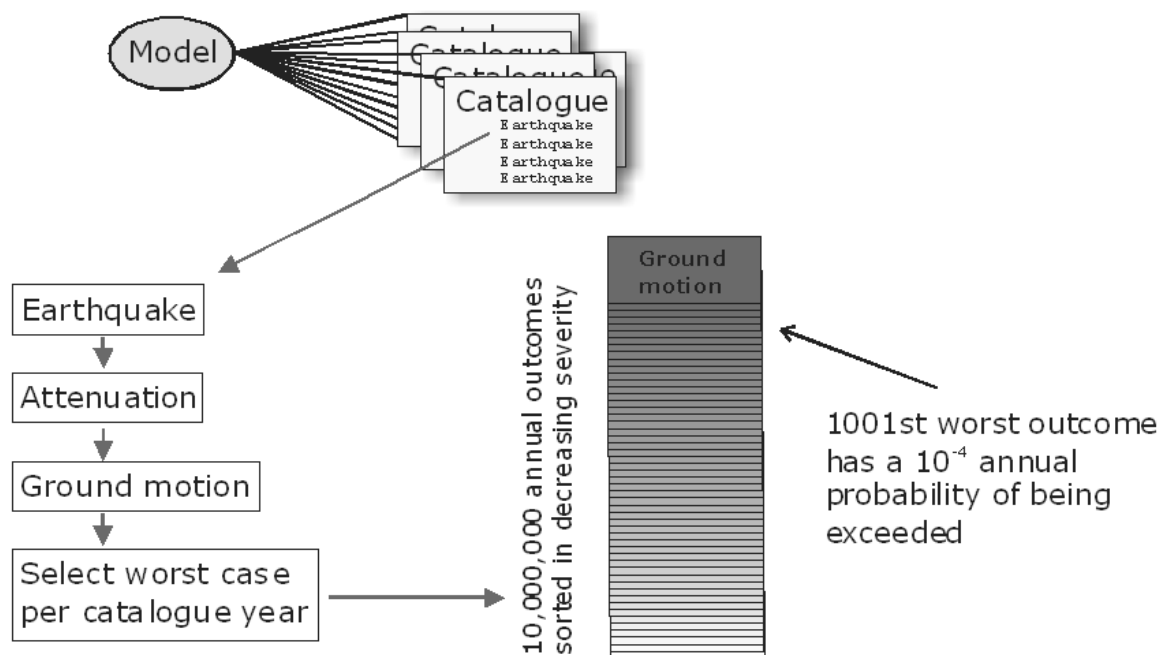 Model
Catalogue
Catalogue
Catalogue
Earthquake
Earthquake
Earthquake
Earthquake
Earthquake
Attenuation
Ground motion
Select worst case
per catalogue year
10,000,000 annual outcomes
sorted in decreasing severity
Ground
motion
1001st worst outcome
has a 10⁻⁴ annual
probability of being
exceeded